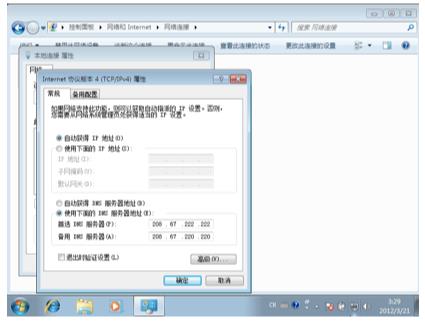 控制面板 ▸ 网络和 Internet ▸ 网络连接 ▸
搜索 网络连接
查看此连接的状态 更改此连接的设置
本地连接 属性
网络
Internet 协议版本 4 (TCP/IPv4) 属性
常规 备用配置
如果网络支持此功能，则可以获取自动指派的 IP 设置。否则，
您需要从网络系统管理员处获得适当的 IP 设置。
自动获得 IP 地址(O)
使用下面的 IP 地址(S):
IP 地址(I):
子网掩码(U):
默认网关(D):
自动获得 DNS 服务器地址(B)
使用下面的 DNS 服务器地址(E):
首选 DNS 服务器(P): 208 . 67 . 222 . 222
备用 DNS 服务器(A): 208 . 67 . 220 . 220
退出时验证设置(L)
高级(V)...
确定 取消
CH
3:29
2012/3/21